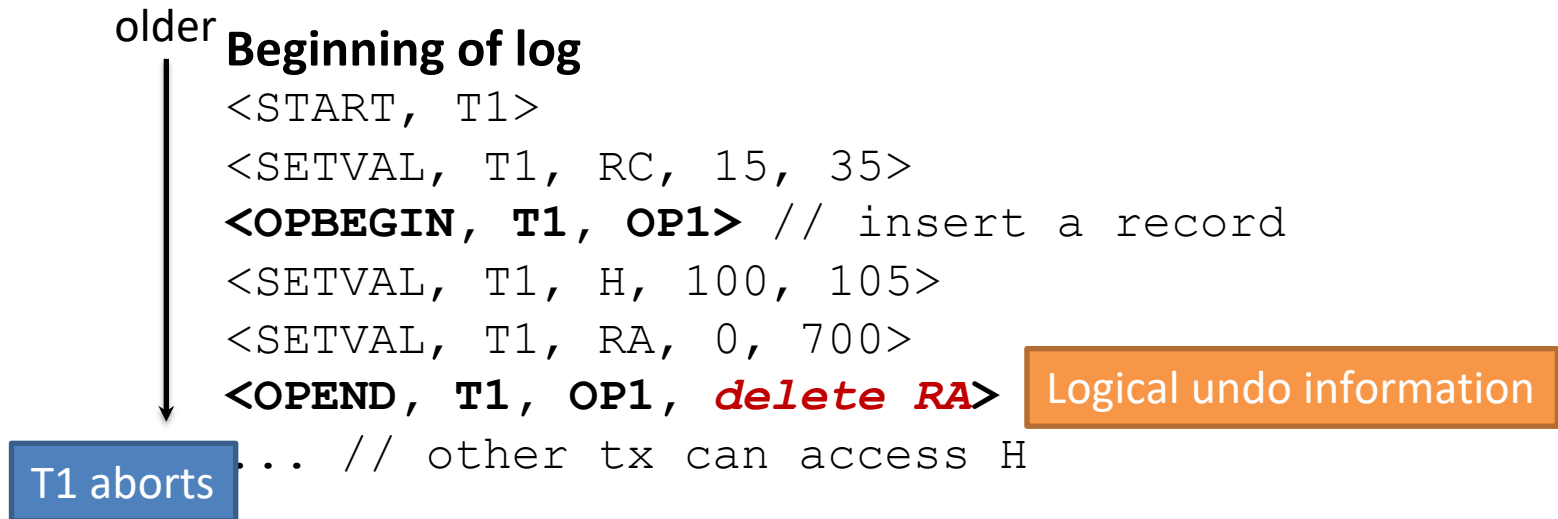 older
Beginning of log
<START, T1>
<SETVAL, T1, RC, 15, 35>
<OPBEGIN, T1, OP1> // insert a record
<SETVAL, T1, H, 100, 105>
<SETVAL, T1, RA, 0, 700>
<OPEND, T1, OP1, delete RA> Logical undo information
... // other tx can access H
T1 aborts